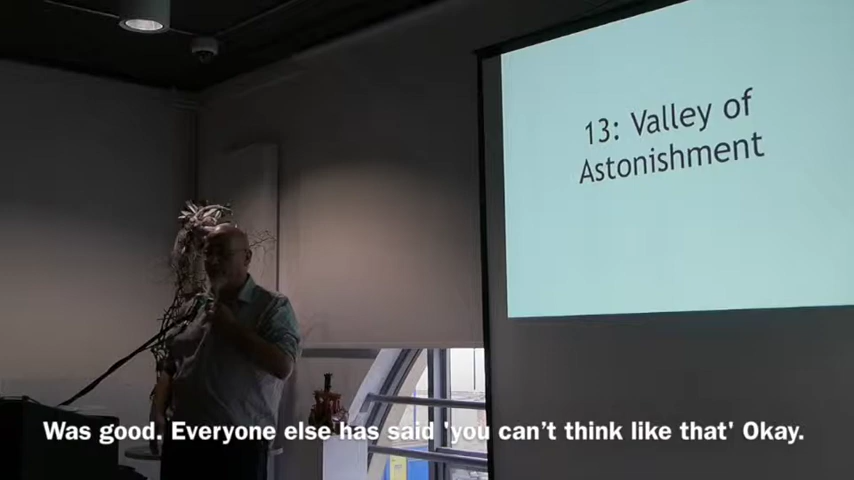 13: Valley of
Astonishment
Was good. Everyone else has said 'you can't think like that' Okay.